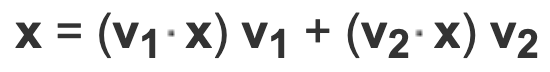 x = (v₁ · x) v₁ + (v₂ · x) v₂